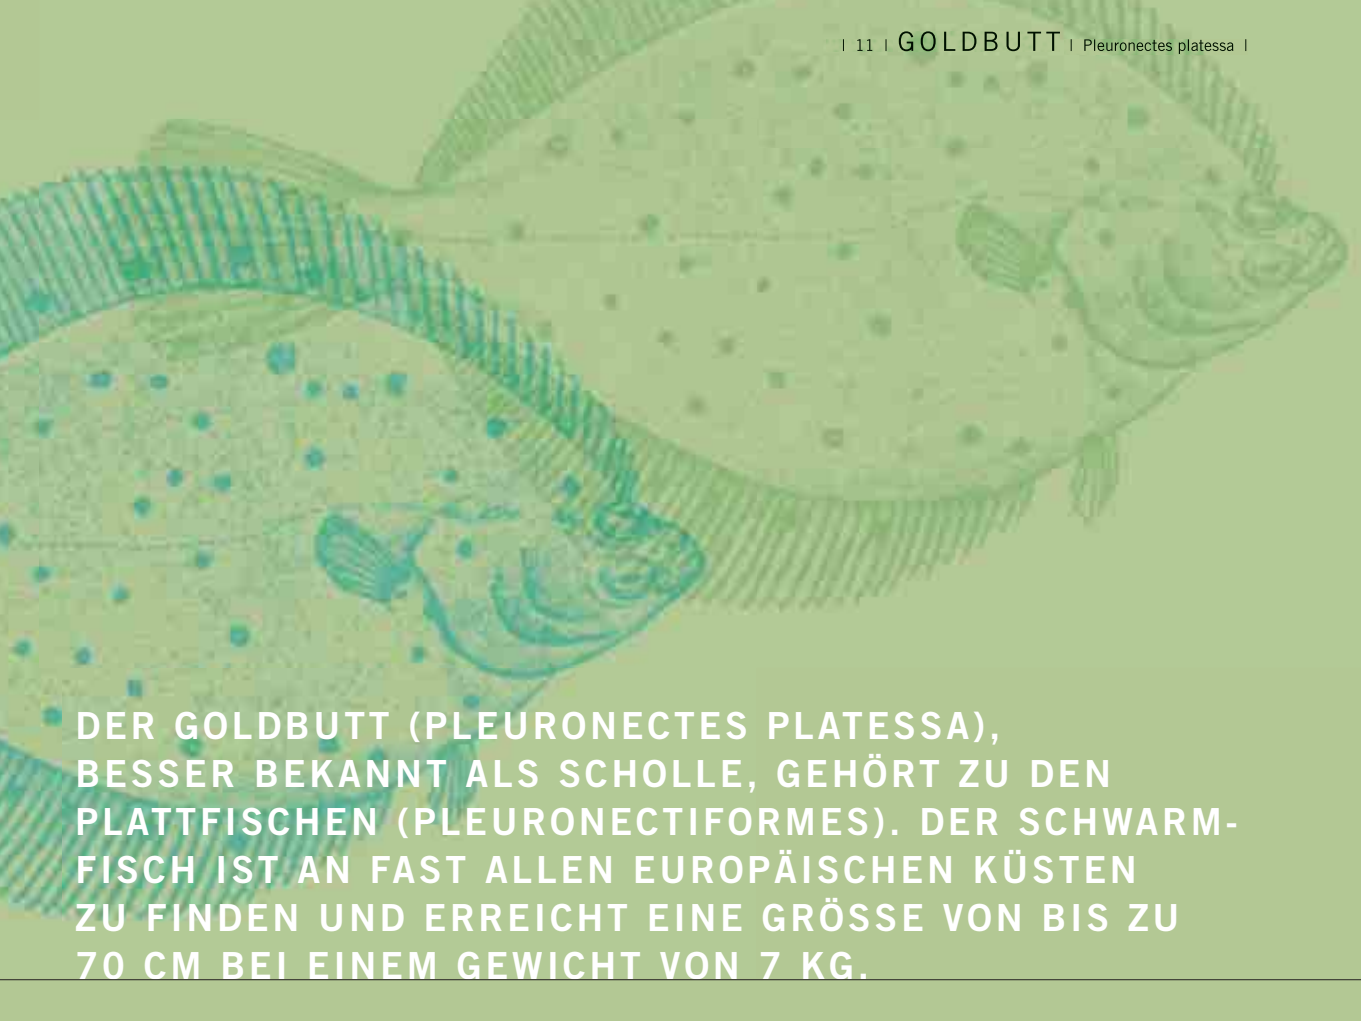 | 11 | GOLDBUTT | Pleuronectes platessa |
DER GOLDBUTT (PLEURONECTES PLATESSA),
BESSER BEKANNT ALS SCHOLLE, GEHÖRT ZU DEN
PLATTFISCHEN (PLEURONECTIFORMES). DER SCHWARM-
FISCH IST AN FAST ALLEN EUROPÄISCHEN KÜSTEN
ZU FINDEN UND ERREICHT EINE GRÖSSE VON BIS ZU
70 CM BEI EINEM GEWICHT VON 7 KG.